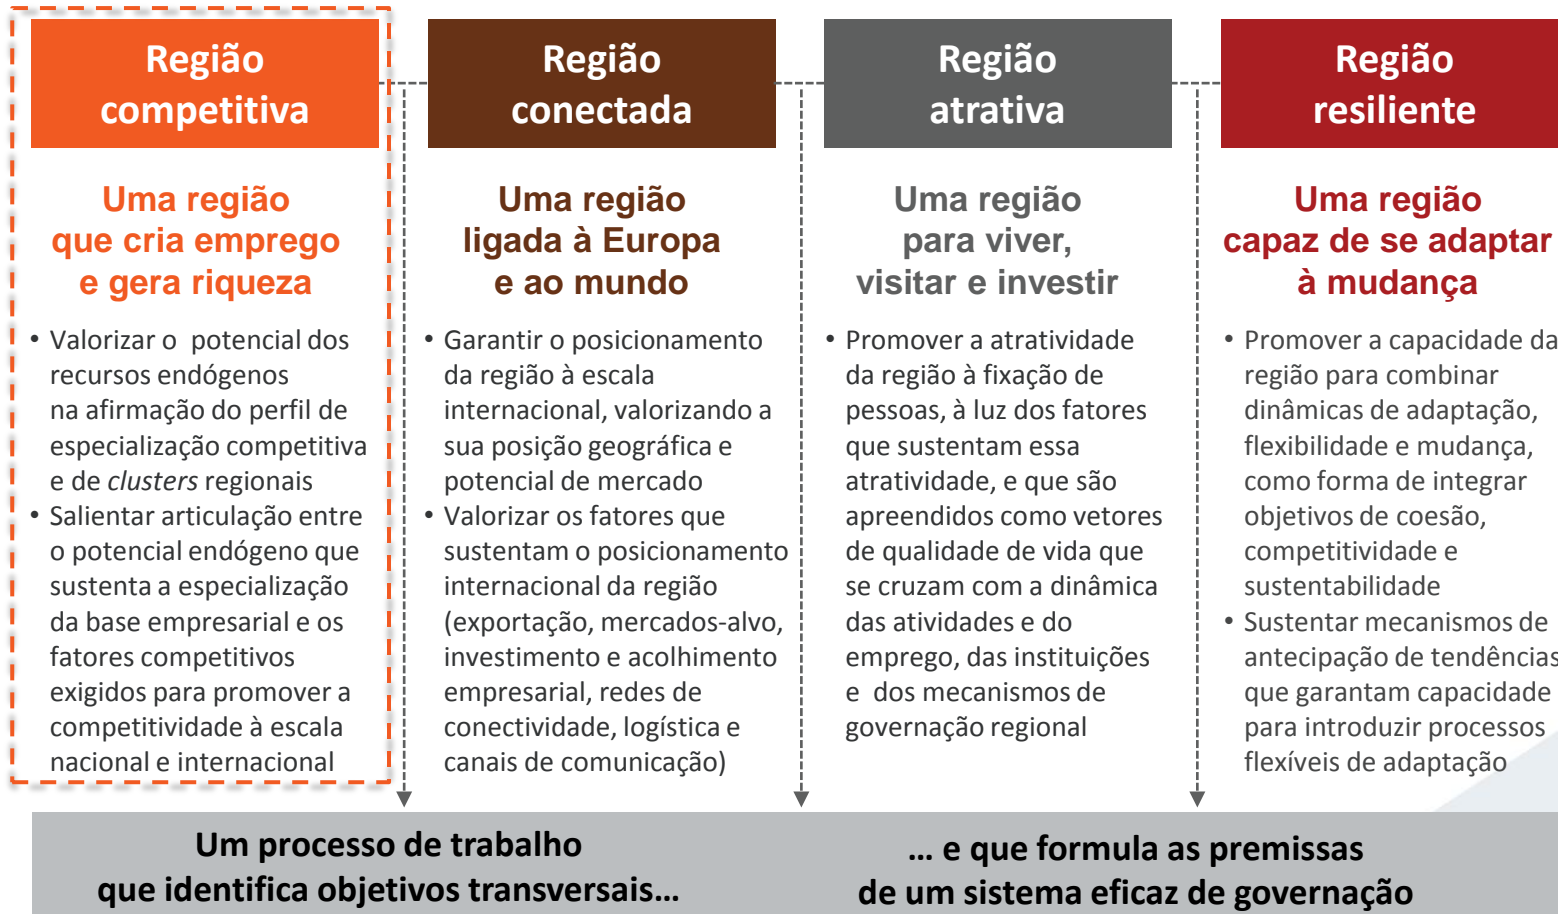 Região
competitiva
Uma região
que cria emprego
e gera riqueza
• Valorizar o potencial dos
recursos endógenos
na afirmação do perfil de
especialização competitiva
e de clusters regionais
• Salientar articulação entre
o potencial endógeno que
sustenta a especialização
da base empresarial e os
fatores competitivos
exigidos para promover a
competitividade à escala
nacional e internacional
Região
conectada
Uma região
ligada à Europa
e ao mundo
• Garantir o posicionamento
da região à escala
internacional, valorizando a
sua posição geográfica e
potencial de mercado
• Valorizar os fatores que
sustentam o posicionamento
internacional da região
(exportação, mercados-alvo,
investimento e acolhimento
empresarial, redes de
conectividade, logística e
canais de comunicação)
Região
atrativa
Uma região
para viver,
visitar e investir
• Promover a atratividade
da região à fixação de
pessoas, à luz dos fatores
que sustentam essa
atratividade, e que são
apreendidos como vetores
de qualidade de vida que
se cruzam com a dinâmica
das atividades e do
emprego, das instituições
e dos mecanismos de
governação regional
Região
resiliente
Uma região
capaz de se adaptar
à mudança
• Promover a capacidade da
região para combinar
dinâmicas de adaptação,
flexibilidade e mudança,
como forma de integrar
objetivos de coesão,
competitividade e
sustentabilidade
• Sustentar mecanismos de
antecipação de tendências
que garantam capacidade
para introduzir processos
flexíveis de adaptação
Um processo de trabalho
que identifica objetivos transversais…
… e que formula as premissas
de um sistema eficaz de governação